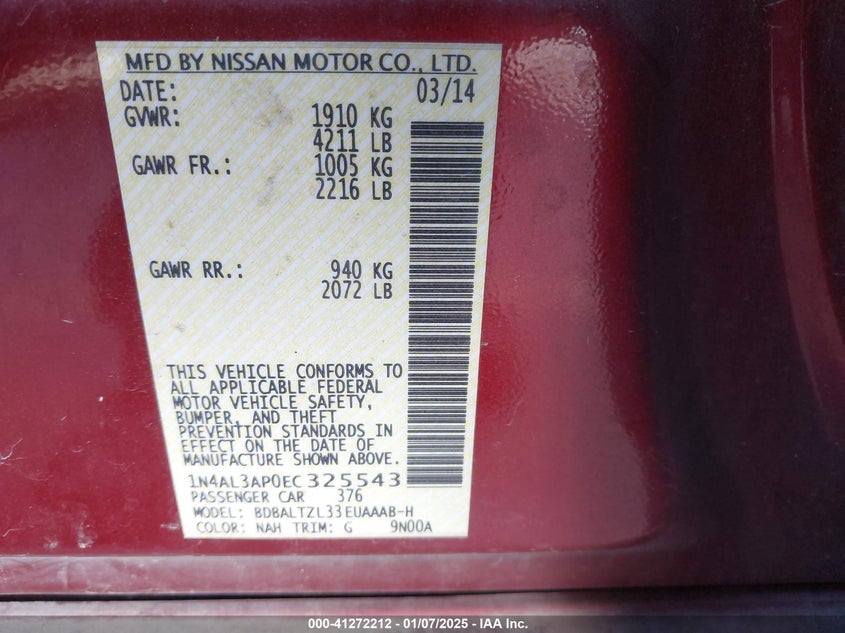 MFD BY NISSAN MOTOR CO., LTD.
DATE: 03/14
GVWR: 1910 KG
4211 LB
GAWR FR.: 1005 KG
2216 LB
GAWR RR.: 940 KG
2072 LB
THIS VEHICLE CONFORMS TO
ALL APPLICABLE FEDERAL
MOTOR VEHICLE SAFETY,
BUMPER, AND THEFT
PREVENTION STANDARDS IN
EFFECT ON THE DATE OF
MANUFACTURE SHOWN ABOVE.
1N4AL3AP0EC325543
PASSENGER CAR 376
MODEL: BDBALTZL33EUAAAB-H
COLOR: NAH TRIM: G 9N00A
000-41272212 - 01/07/2025 - IAA Inc.